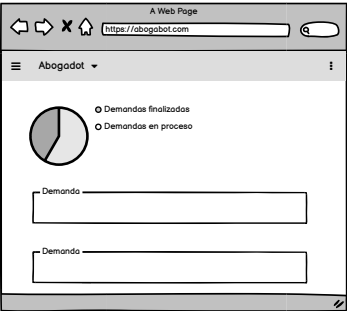 A Web Page
https://abogabot.com
Abogadot
Demandas finalizadas
Demandas en proceso
Demanda
Demanda